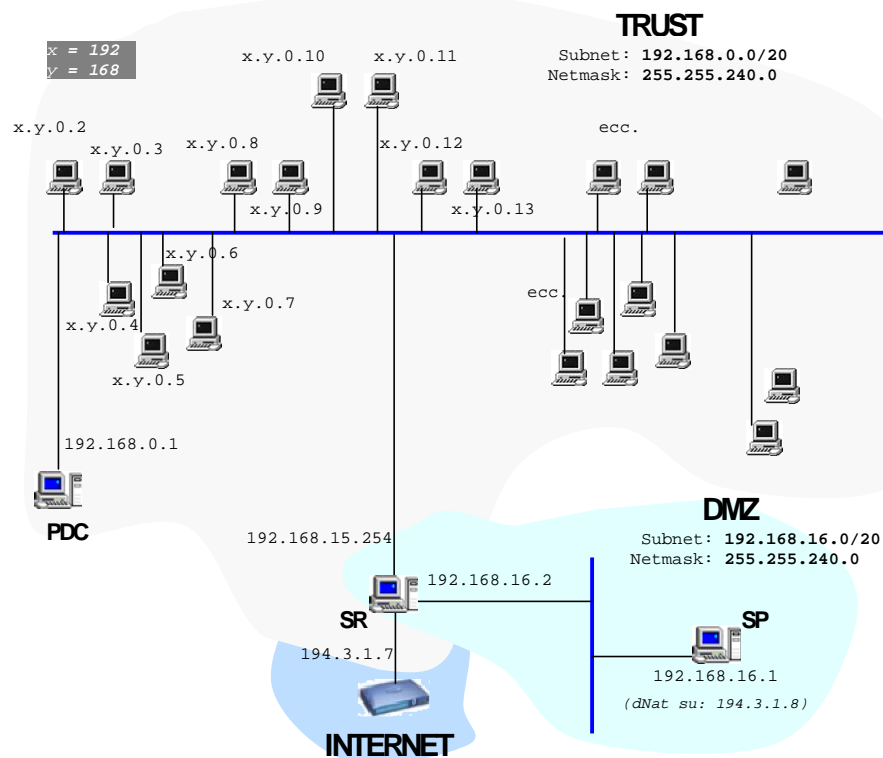 TRUST
Subnet: 192.168.0.0/20
Netmask: 255.255.240.0
x = 192
y = 168
x.y.0.10
x.y.0.11
x.y.0.2
x.y.0.3
x.y.0.8
x.y.0.12
ecc.
x.y.0.9
x.y.0.13
x.y.0.6
x.y.0.7
ecc.
x.y.0.4
x.y.0.5
192.168.0.1
PDC
DMZ
Subnet: 192.168.16.0/20
Netmask: 255.255.240.0
192.168.15.254
192.168.16.2
SR
SP
194.3.1.7
192.168.16.1
(dNat su: 194.3.1.8)
INTERNET